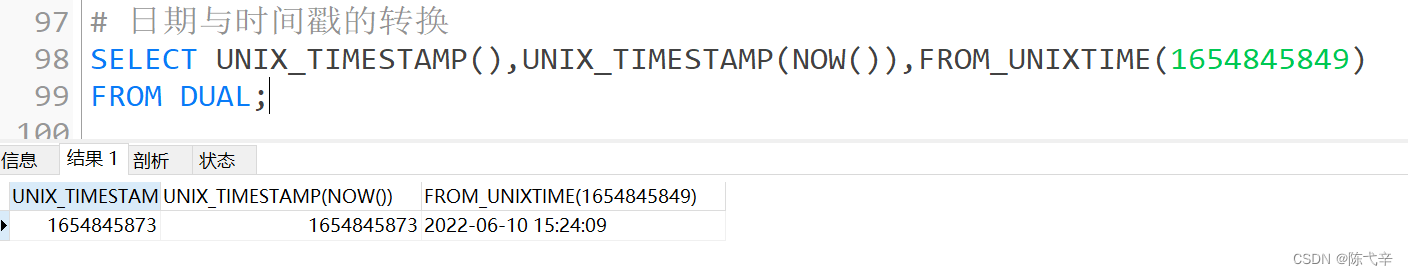 97 # 日期与时间戳的转换
98 SELECT UNIX_TIMESTAMP(),UNIX_TIMESTAMP(NOW()),FROM_UNIXTIME(1654845849)
99 FROM DUAL;
100
信息 结果 1 剖析 状态
UNIX_TIMESTAM UNIX_TIMESTAMP(NOW()) FROM_UNIXTIME(1654845849)
1654845873 1654845873 2022-06-10 15:24:09
CSDN @陈弋辛